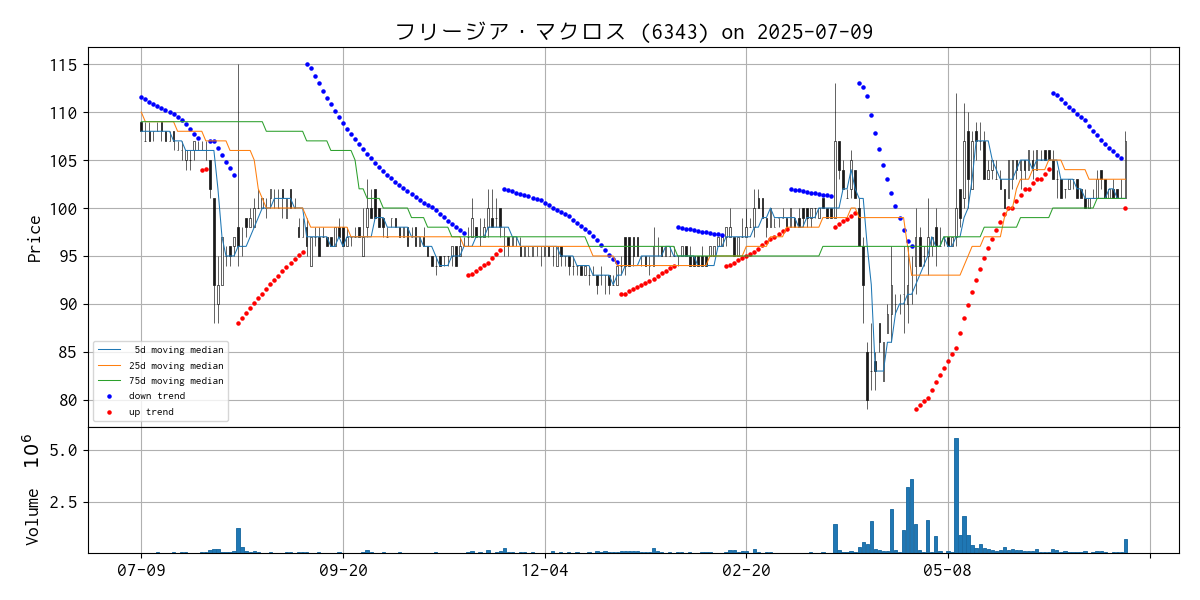 フリージア・マクロス (6343) on 2025-07-09
115
110
105
100
95
90
85
80
Price
5d moving median
25d moving median
75d moving median
down trend
up trend
5.0
2.5
Volume 10^6
07-09
09-20
12-04
02-20
05-08